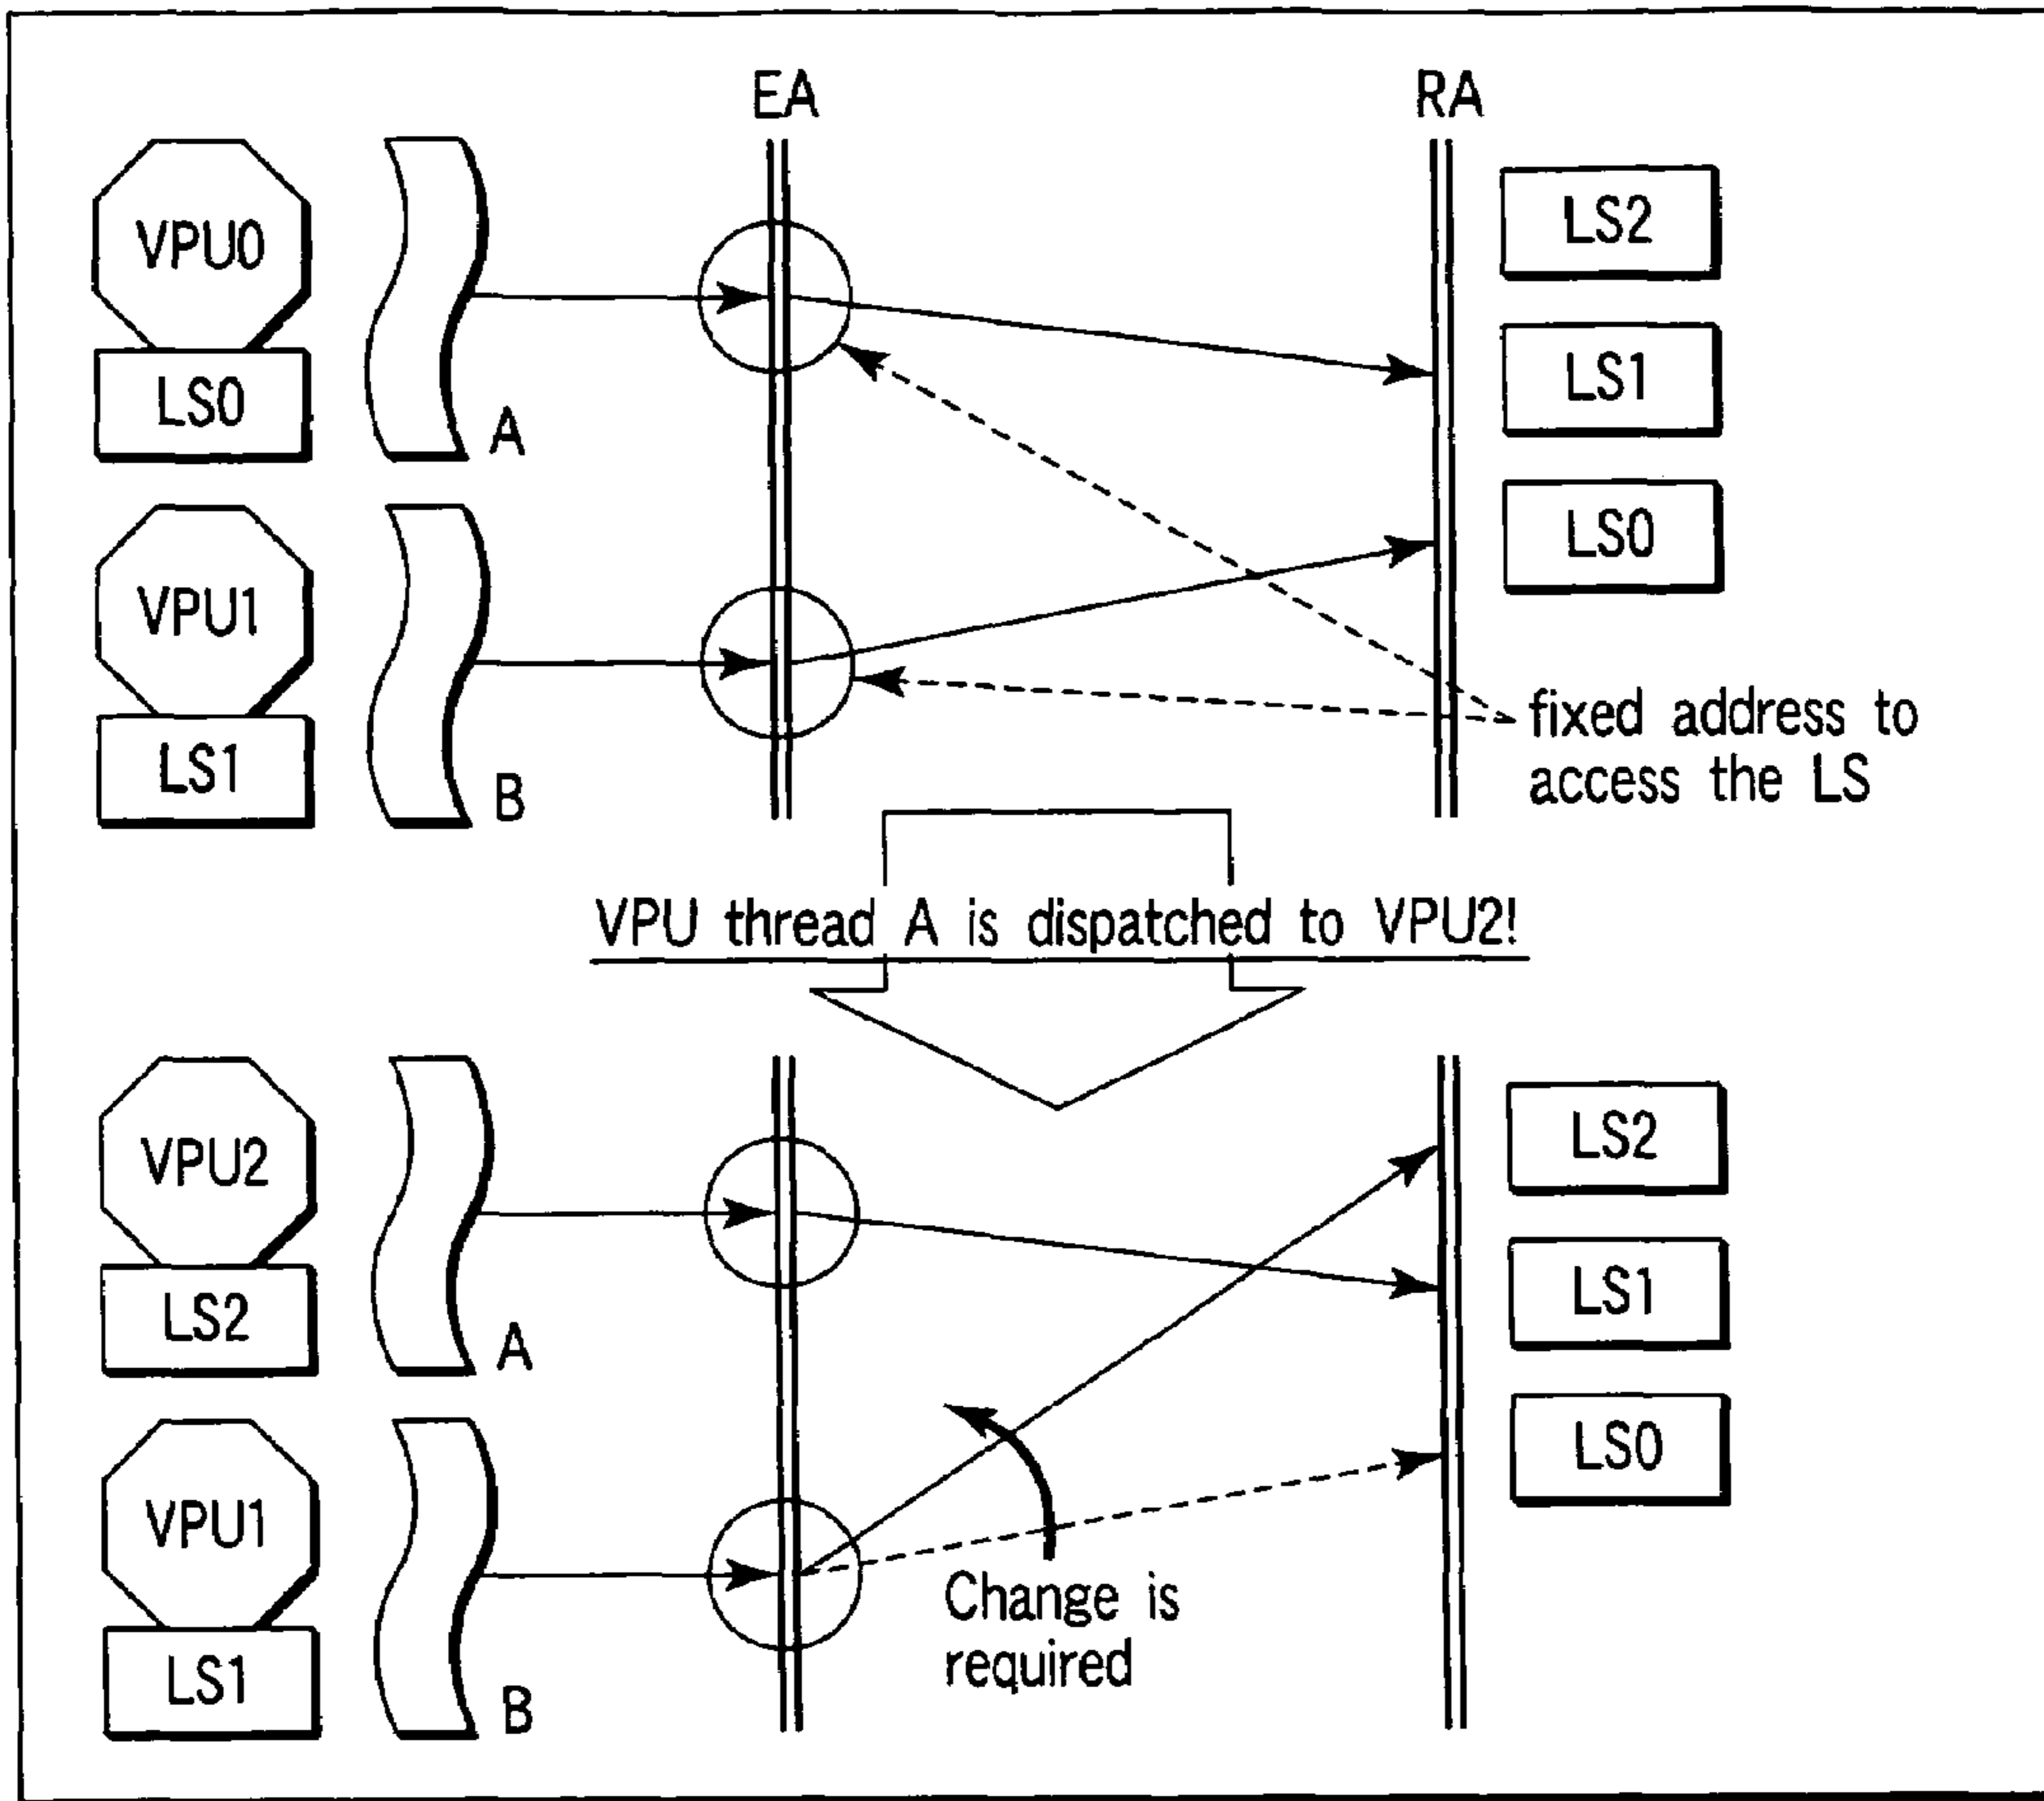 EA
RA
VPU0
LS0
A
LS2
LS1
LS0
VPU1
LS1
B
fixed address to
access the LS
VPU thread A is dispatched to VPU2!
VPU2
LS2
A
LS2
LS1
LS0
VPU1
LS1
B
Change is
required